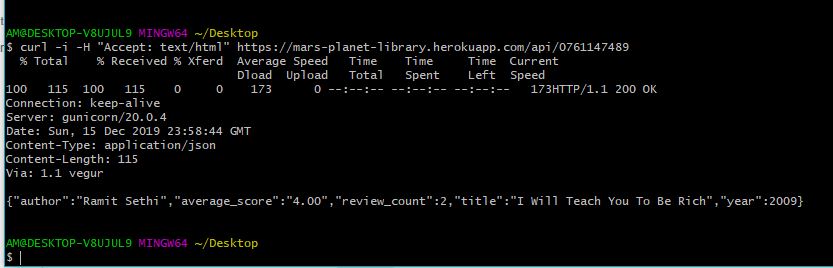 AM@DESKTOP-V8UJUL9 MINGW64 ~/Desktop
$ curl -i -H "Accept: text/html" https://mars-planet-library.herokuapp.com/api/0761147489
  % Total    % Received % Xferd  Average Speed   Time    Time     Time  Current
                                 Dload  Upload   Total   Spent    Left  Speed
100   115  100   115    0     0    173      0 --:--:-- --:--:-- --:--:--   173HTTP/1.1 200 OK
Connection: keep-alive
Server: gunicorn/20.0.4
Date: Sun, 15 Dec 2019 23:58:44 GMT
Content-Type: application/json
Content-Length: 115
Via: 1.1 vegur
{"author":"Ramit Sethi","average_score":"4.00","review_count":2,"title":"I Will Teach You To Be Rich","year":2009}
AM@DESKTOP-V8UJUL9 MINGW64 ~/Desktop
$